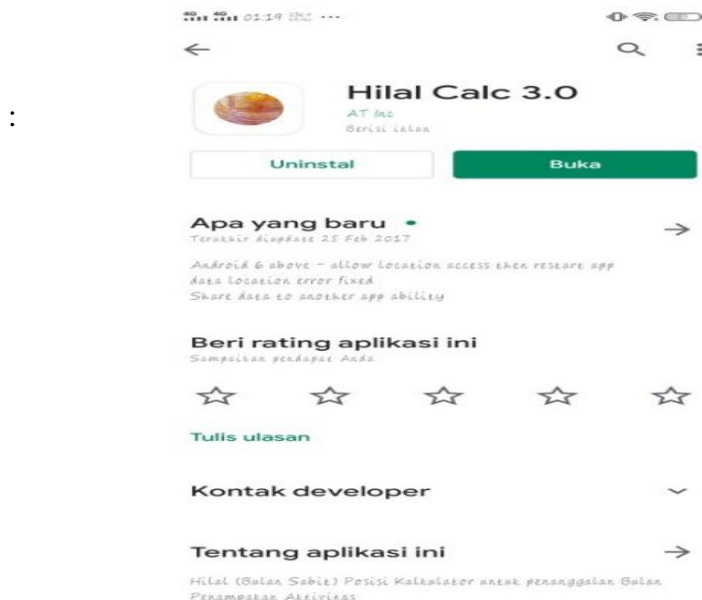 01:19
Hilal Calc 3.0
:
AT Inc
Berisi iklan
Uninstal
Buka
Apa yang baru
Terakhir diupdate 25 Feb 2017
Android 6 above - allow location access then restart app
data location error fixed
Share data to another app ability
Beri rating aplikasi ini
Sampaikan pendapat Anda
Tulis ulasan
Kontak developer
Tentang aplikasi ini
Hilal (Bulan Sabit) Posisi Kalkulator untuk penanggalan Bulan
Penampakan Aktivitas